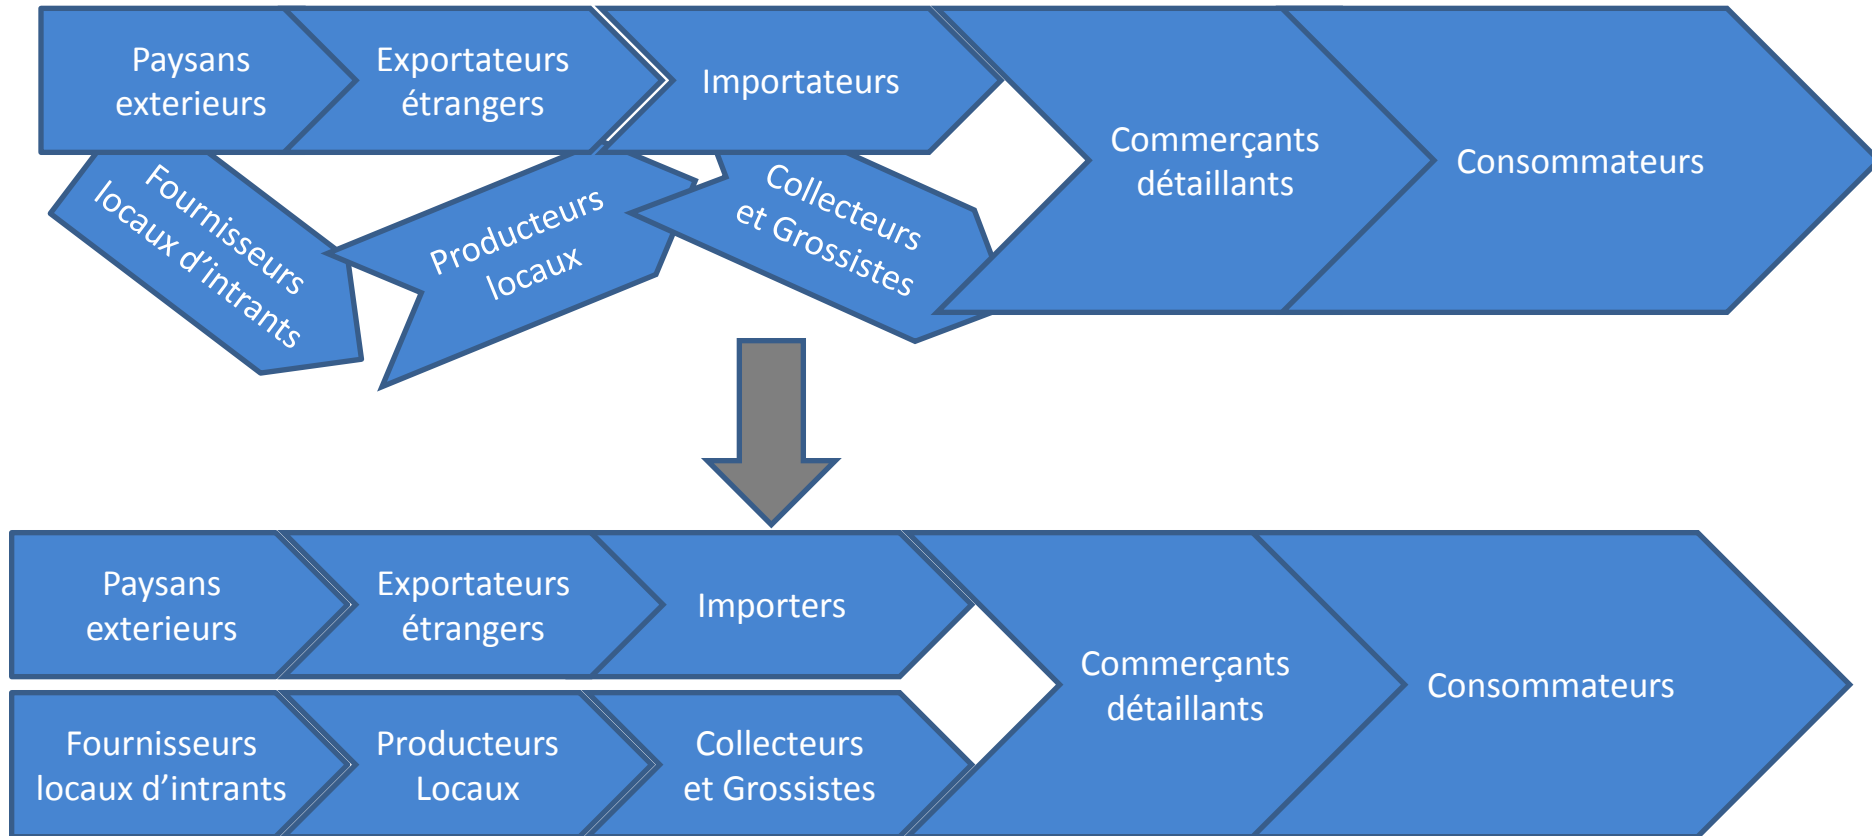 Paysans
exterieurs
Exportateurs
étrangers
Importateurs
Commerçants
détaillants
Consommateurs
Fournisseurs
locaux d’intrants
Producteurs
locaux
Collecteurs
et Grossistes
Paysans
exterieurs
Exportateurs
étrangers
Importers
Commerçants
détaillants
Consommateurs
Fournisseurs
locaux d’intrants
Producteurs
Locaux
Collecteurs
et Grossistes